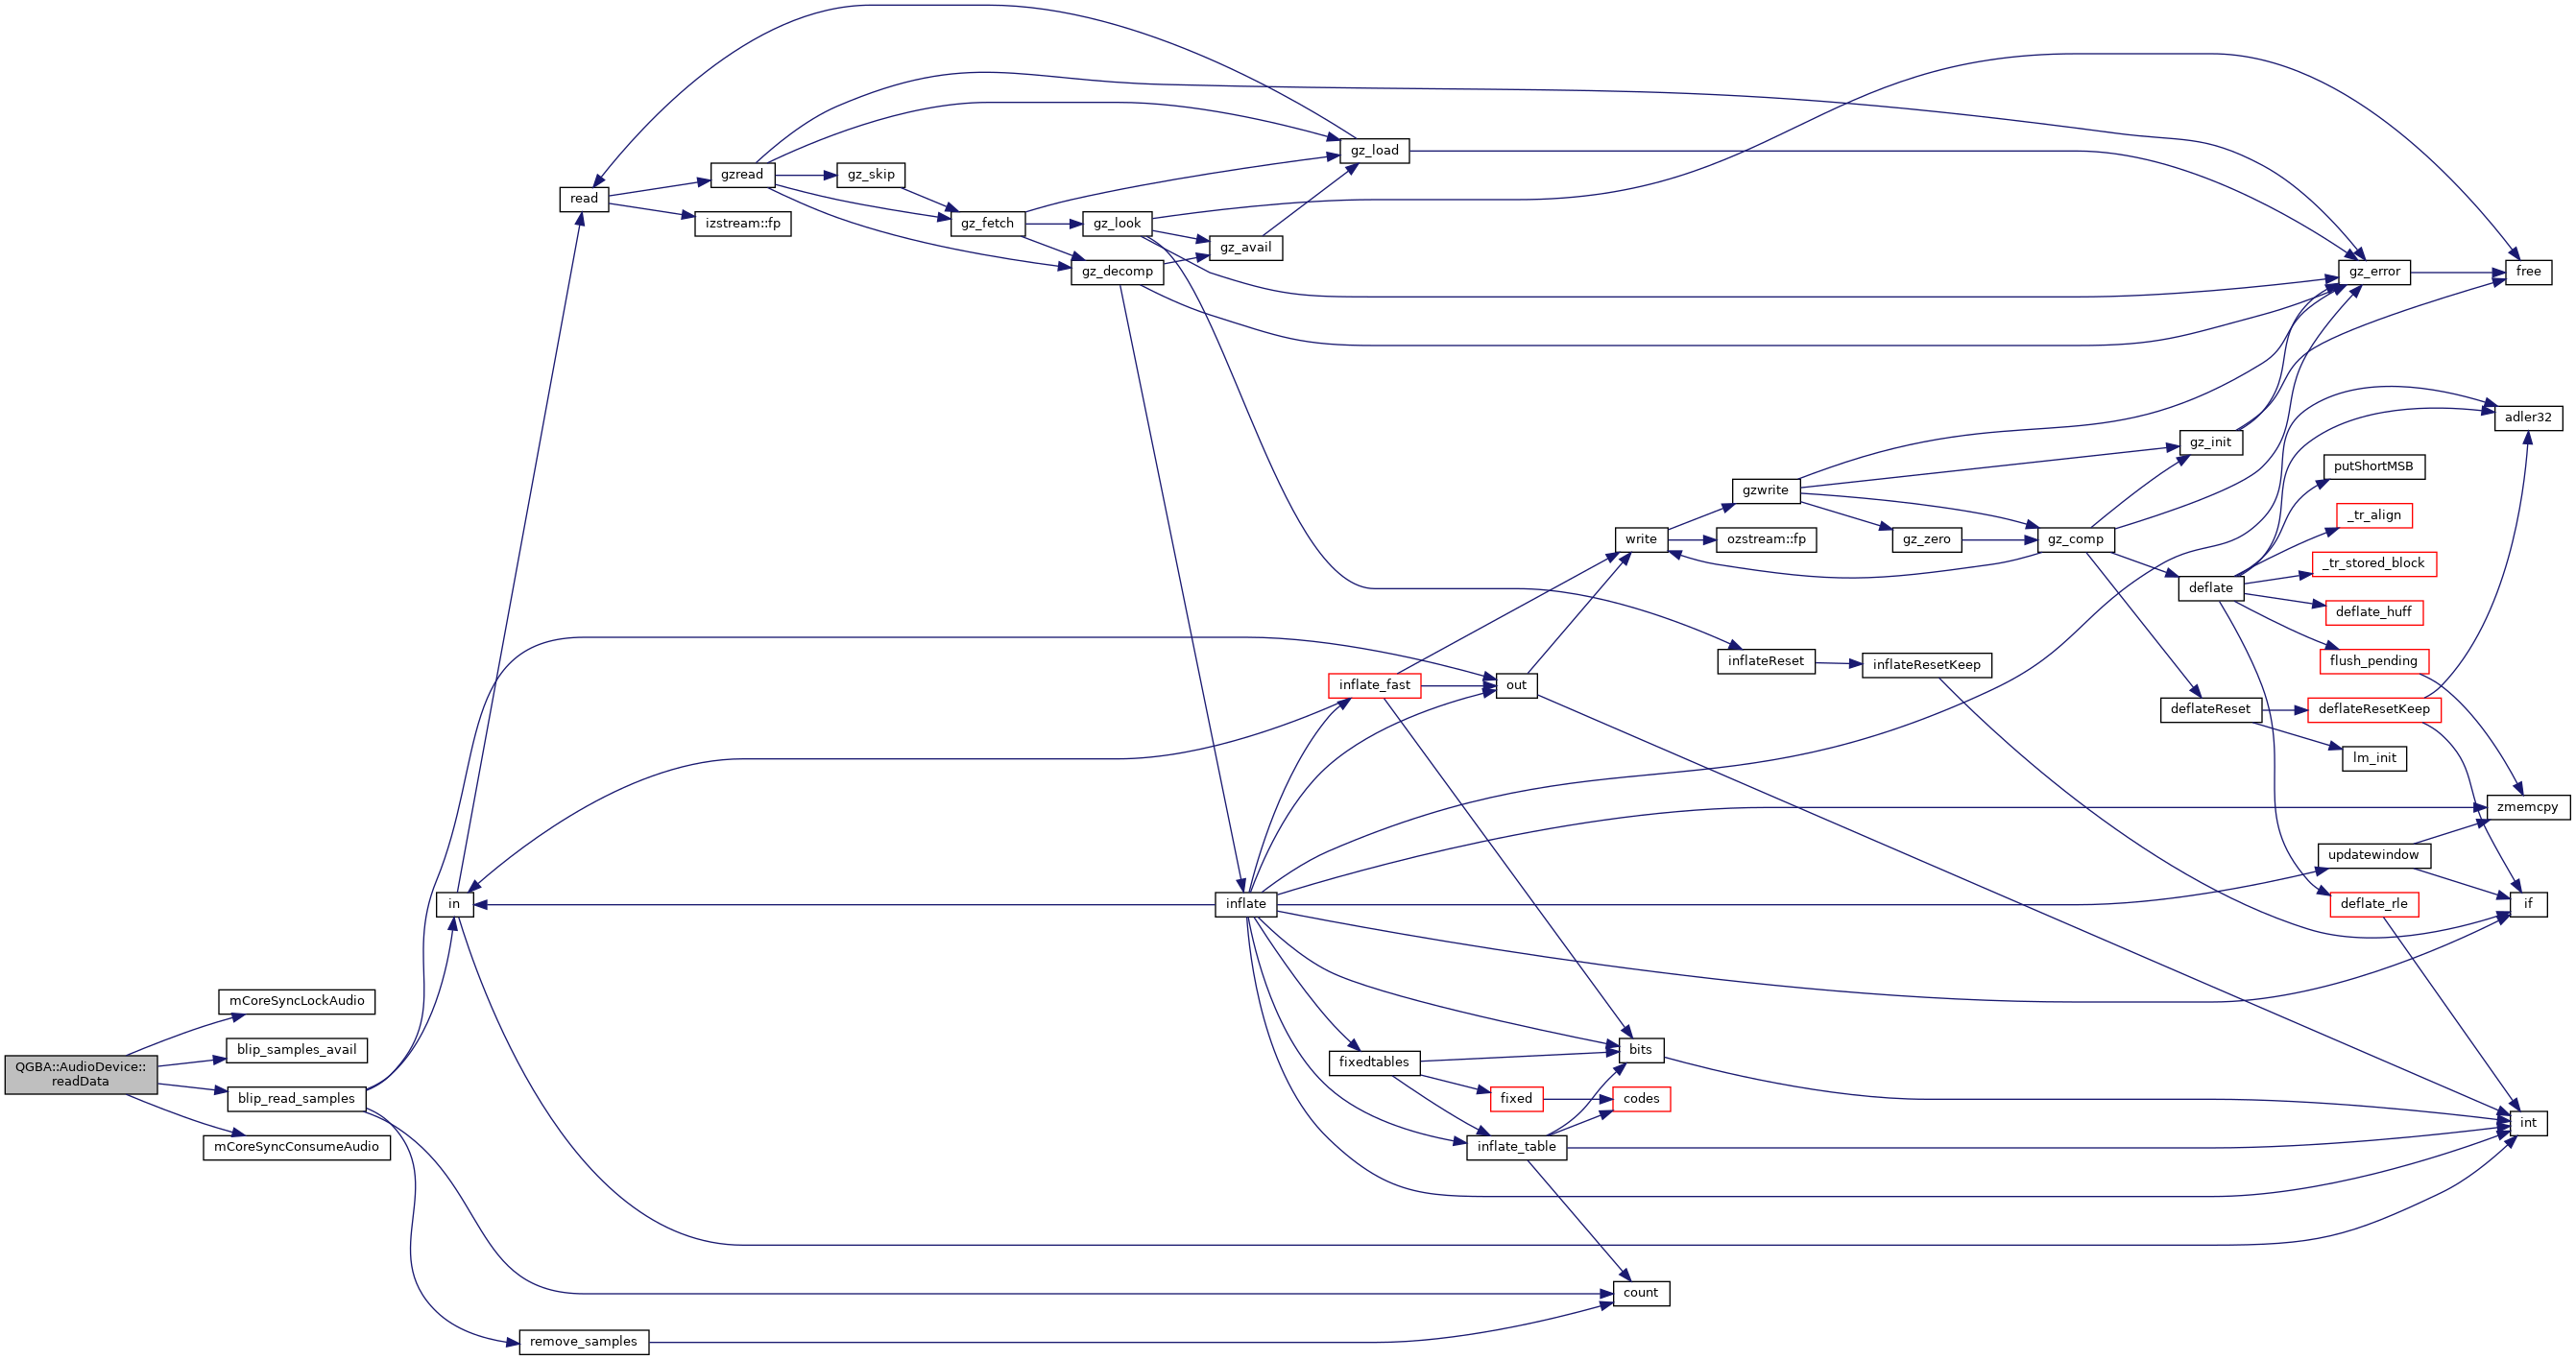 gz_load
gzread
gz_skip
read
izstream::fp
gz_fetch
gz_look
gz_avail
gz_decomp
gz_error
free
adler32
gz_init
putShortMSB
gzwrite
_tr_align
write
ozstream::fp
gz_zero
gz_comp
_tr_stored_block
deflate
deflate_huff
inflateReset
inflateResetKeep
flush_pending
inflate_fast
out
deflateReset
deflateResetKeep
lm_init
zmemcpy
updatewindow
in
inflate
deflate_rle
if
mCoreSyncLockAudio
blip_samples_avail
bits
fixedtables
QGBA::AudioDevice::
readData
blip_read_samples
fixed
codes
int
mCoreSyncConsumeAudio
inflate_table
count
remove_samples